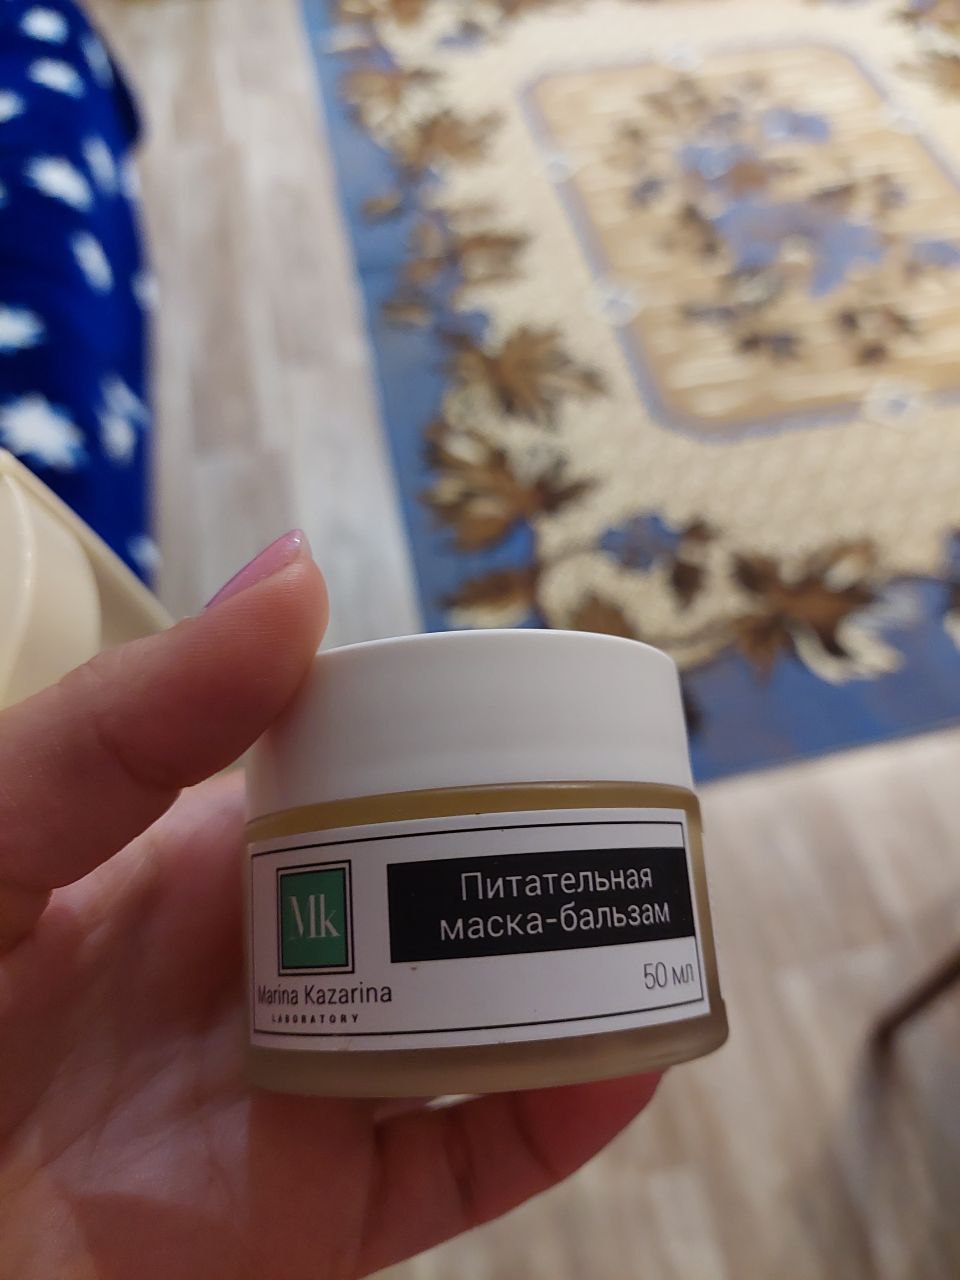 Mk
Marina Kazarina
LABORATORY
Питательная
маска-бальзам
50 мл